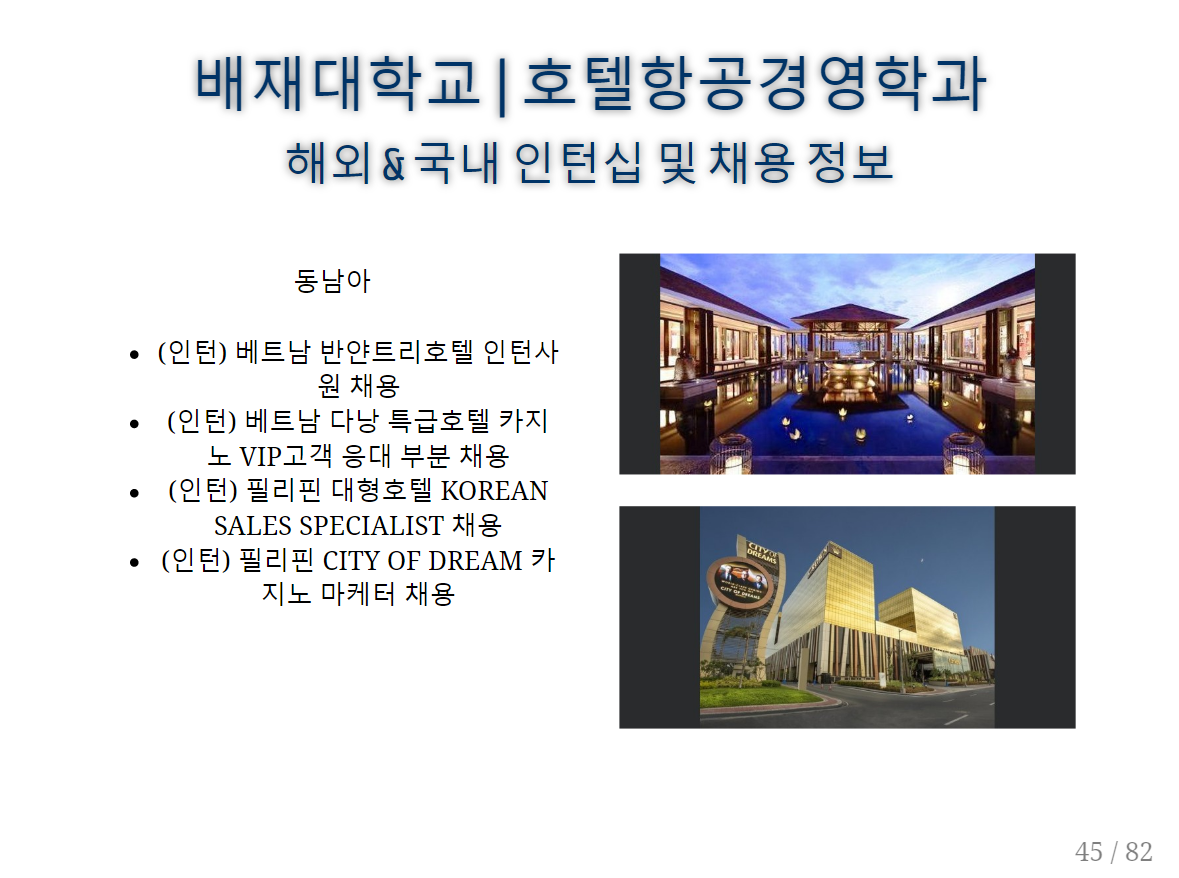 배재대학교|호텔항공경영학과
해외&국내 인턴십 및 채용 정보
동남아
• (인턴) 베트남 반얀트리호텔 인턴사
원 채용
• (인턴) 베트남 다낭 특급호텔 카지
노 VIP고객 응대 부분 채용
• (인턴) 필리핀 대형호텔 KOREAN
SALES SPECIALIST 채용
• (인턴) 필리핀 CITY OF DREAM 카
지노 마케터 채용
CITY OF
DREAMS
CITY OF DREAMS
45 / 82